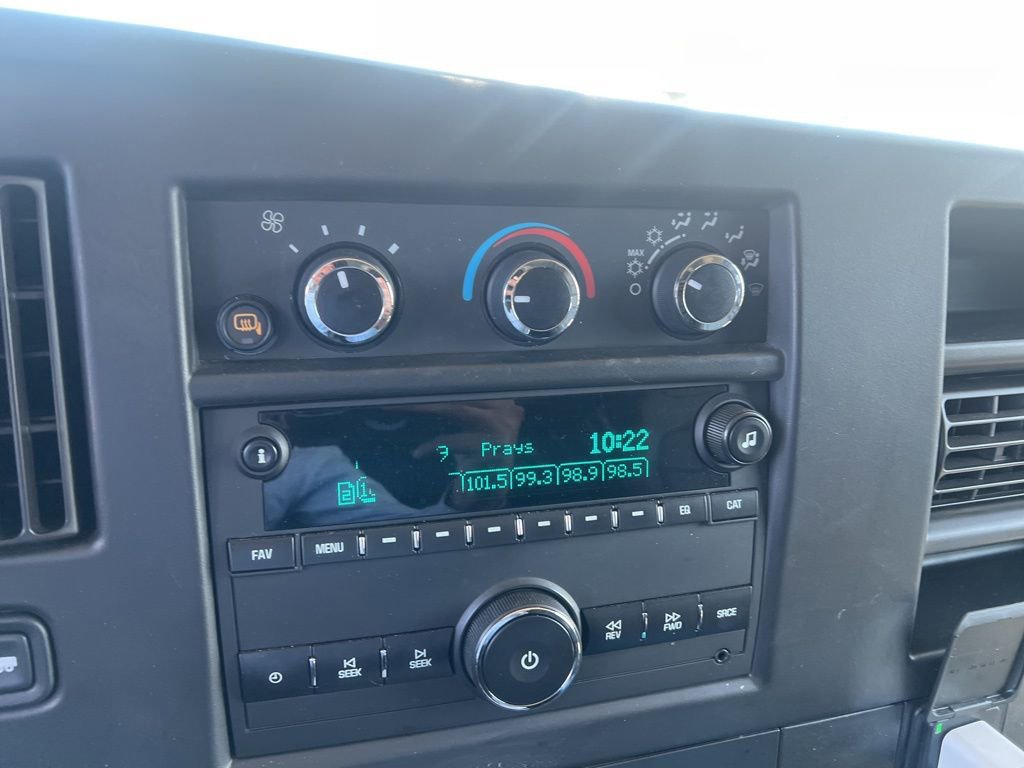 MAX
Prays 10:22
101.5 99.3 98.9 98.5
i
FAV MENU EQ CAT
SEEK SEEK REV FWD SRCE